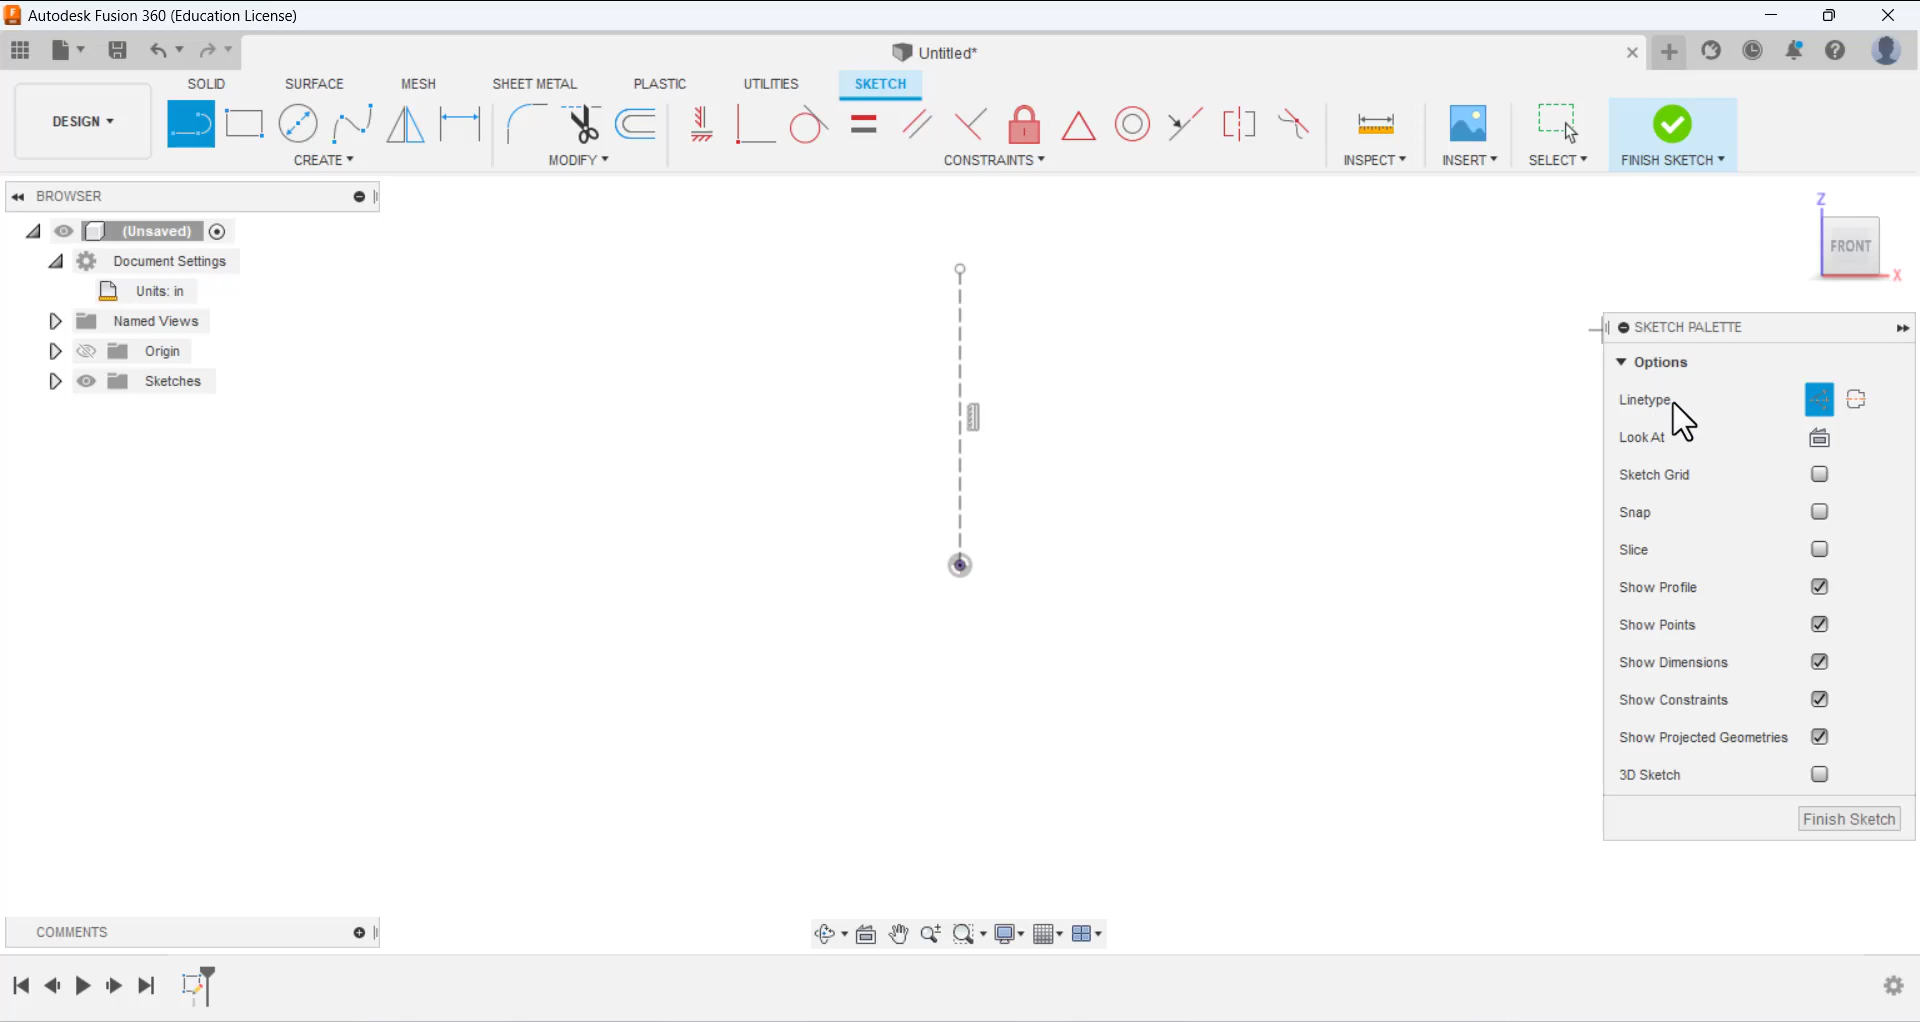 Autodesk Fusion 360 (Education License)
Untitled*
SOLID SURFACE MESH SHEET METAL PLASTIC UTILITIES SKETCH
DESIGN
CREATE MODIFY CONSTRAINTS INSPECT INSERT SELECT FINISH SKETCH
BROWSER
(Unsaved)
Document Settings
Units: in
Named Views
Origin
Sketches
Z
FRONT
X
SKETCH PALETTE
Options
Linetype
Look At
Sketch Grid
Snap
Slice
Show Profile
Show Points
Show Dimensions
Show Constraints
Show Projected Geometries
3D Sketch
Finish Sketch
COMMENTS